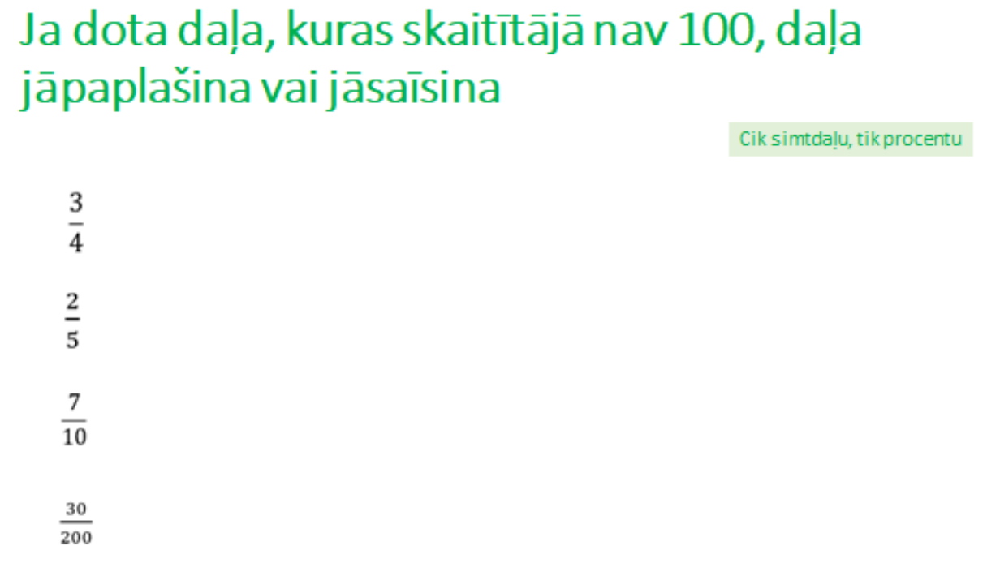 Ja dota daļa, kuras skaitītājā nav 100, daļa
jāpaplašina vai jāsaīsina
Cik simtdaļu, tik procentu
3
4
2
5
7
10
30
200